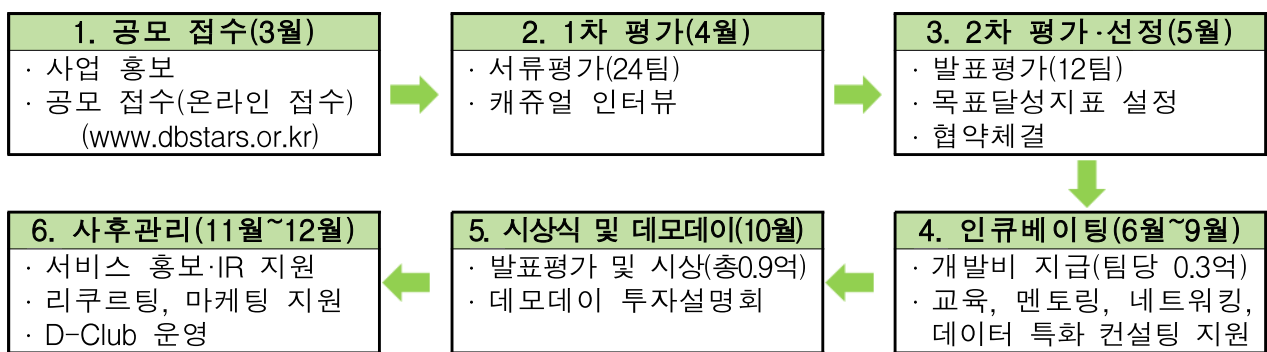 1. 공모 접수(3월)
· 사업 홍보
· 공모 접수(온라인 접수)
(www.dbstars.or.kr)
2. 1차 평가(4월)
· 서류평가(24팀)
· 캐쥬얼 인터뷰
3. 2차 평가·선정(5월)
· 발표평가(12팀)
· 목표달성지표 설정
· 협약체결
4. 인큐베이팅(6월~9월)
· 개발비 지급(팀당 0.3억)
· 교육, 멘토링, 네트워킹,
데이터 특화 컨설팅 지원
5. 시상식 및 데모데이(10월)
· 발표평가 및 시상(총0.9억)
· 데모데이 투자설명회
6. 사후관리(11월~12월)
· 서비스 홍보·IR 지원
· 리쿠르팅, 마케팅 지원
· D-Club 운영